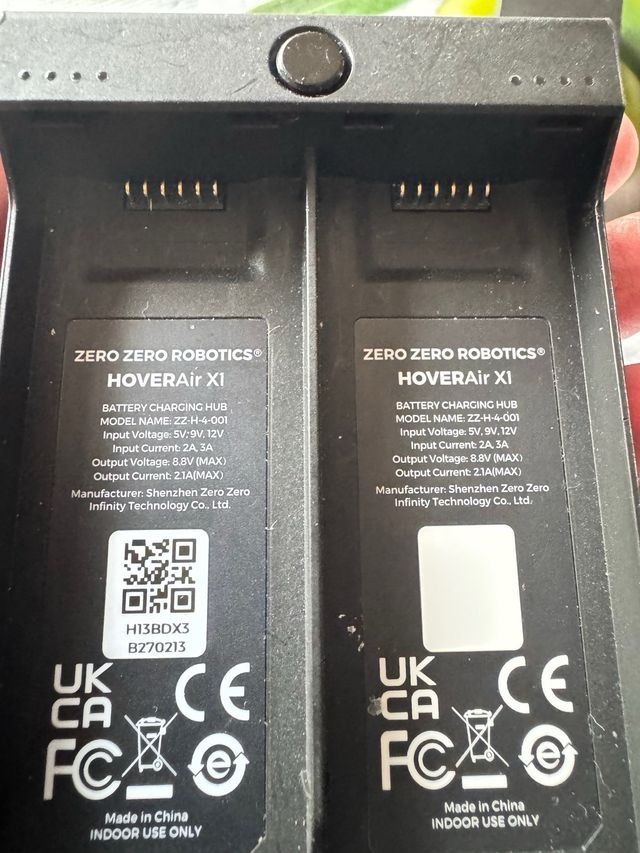 ZERO ZERO ROBOTICS®
HOVERAir X1
BATTERY CHARGING HUB
MODEL NAME: ZZ-H-4-001
Input Voltage: 5V; 9V, 12V
Input Current: 2A, 3A
Output Voltage: 8.8V (MAX)
Output Current: 2.1A(MAX)
Manufacturer: Shenzhen Zero Zero
Infinity Technology Co., Ltd.
H13BDX3
B270213
UK
CA
CE
FC
e
Made in China
INDOOR USE ONLY
ZERO ZERO ROBOTICS®
HOVERAir X1
BATTERY CHARGING HUB
MODEL NAME: ZZ-H-4-001
Input Voltage: 5V, 9V, 12V
Input Current: 2A, 3A
Output Voltage: 8.8V (MAX)
Output Current: 2.1A(MAX)
Manufacturer: Shenzhen Zero Zero
Infinity Technology Co., Ltd.
UK
CA
CE
FC
e
Made in China
INDOOR USE ONLY